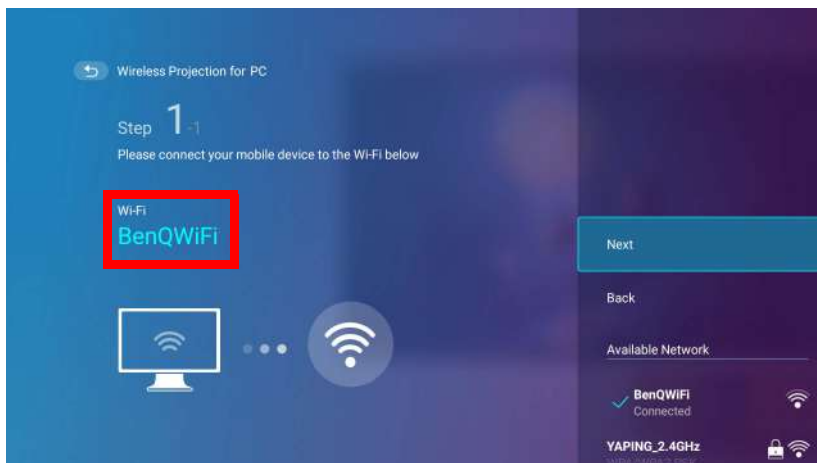 Wireless Projection for PC
Step 1-1
Please connect your mobile device to the Wi-Fi below
Wi-Fi
BenQWiFi
Next
Back
Available Network
BenQWiFi
Connected
YAPING_2.4GHz